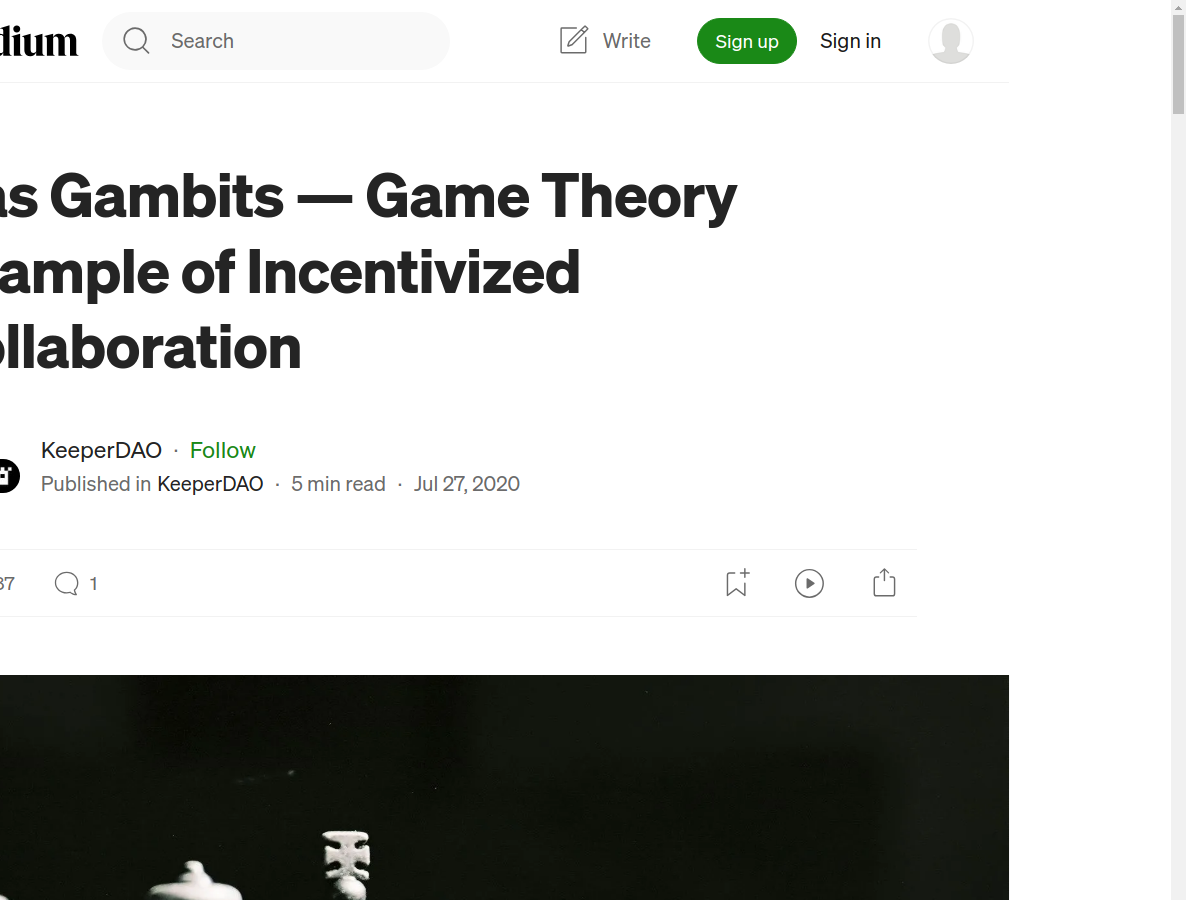 dium
Search
Write
Sign up
Sign in
as Gambits — Game Theory
ample of Incentivized
ollaboration
KeeperDAO · Follow
Published in KeeperDAO · 5 min read · Jul 27, 2020
37
1